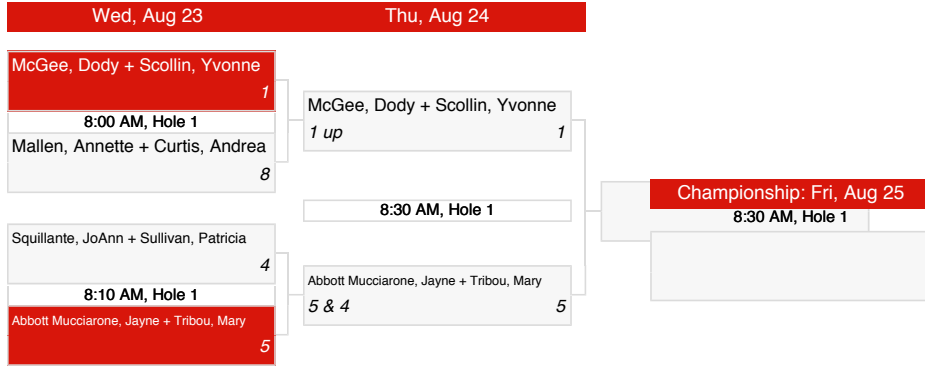 Wed, Aug 23
Thu, Aug 24
McGee, Dody + Scollin, Yvonne
1
8:00 AM, Hole 1
Mallen, Annette + Curtis, Andrea
8
McGee, Dody + Scollin, Yvonne
1 up 1
8:30 AM, Hole 1
Championship: Fri, Aug 25
8:30 AM, Hole 1
Squillante, JoAnn + Sullivan, Patricia
4
8:10 AM, Hole 1
Abbott Mucciarone, Jayne + Tribou, Mary
5
Abbott Mucciarone, Jayne + Tribou, Mary
5 & 4 5